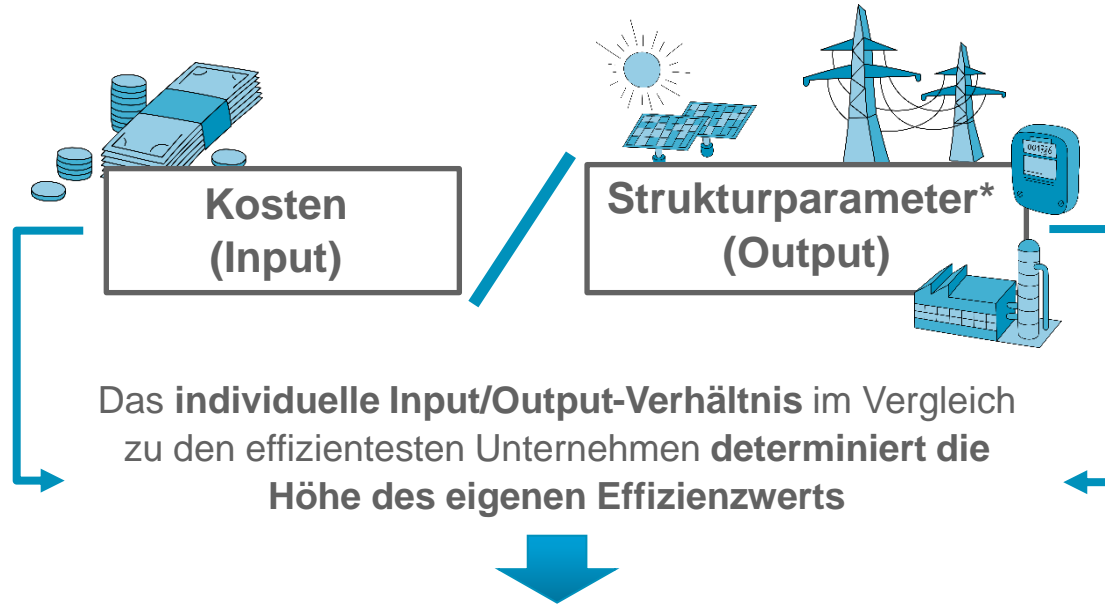 Kosten
(Input)
Strukturparameter*
(Output)
Das individuelle Input/Output-Verhältnis im Vergleich
zu den effizientesten Unternehmen determiniert die
Höhe des eigenen Effizienzwerts